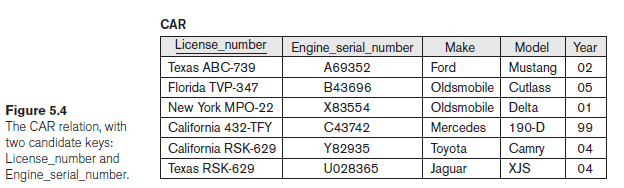 CAR
License_number Engine_serial_number Make Model Year
Texas ABC-739 A69352 Ford Mustang 02
Florida TVP-347 B43696 Oldsmobile Cutlass 05
New York MPO-22 X83554 Oldsmobile Delta 01
California 432-TFY C43742 Mercedes 190-D 99
California RSK-629 Y82935 Toyota Camry 04
Texas RSK-629 U028365 Jaguar XJS 04
Figure 5.4
The CAR relation, with
two candidate keys:
License_number and
Engine_serial_number.